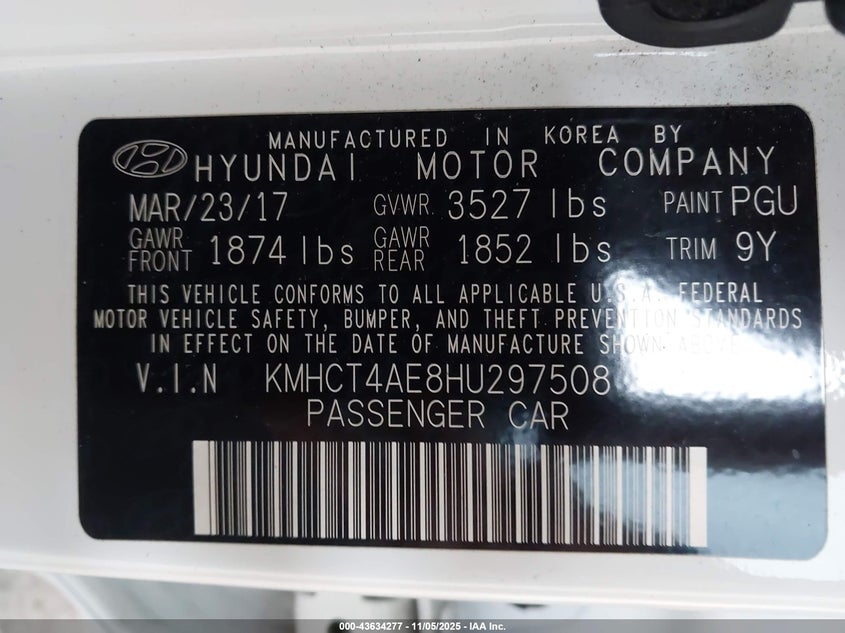 MANUFACTURED IN KOREA BY
HYUNDAI MOTOR COMPANY
MAR/23/17 GVWR 3527 lbs PAINT PGU
GAWR FRONT 1874 lbs GAWR REAR 1852 lbs TRIM 9Y
THIS VEHICLE CONFORMS TO ALL APPLICABLE U.S.A. FEDERAL
MOTOR VEHICLE SAFETY, BUMPER, AND THEFT PREVENTION STANDARDS
IN EFFECT ON THE DATE OF MANUFACTURE SHOWN ABOVE
V.I.N KMHCT4AE8HU297508
PASSENGER CAR
000-43634277 - 11/05/2025 - IAA Inc.